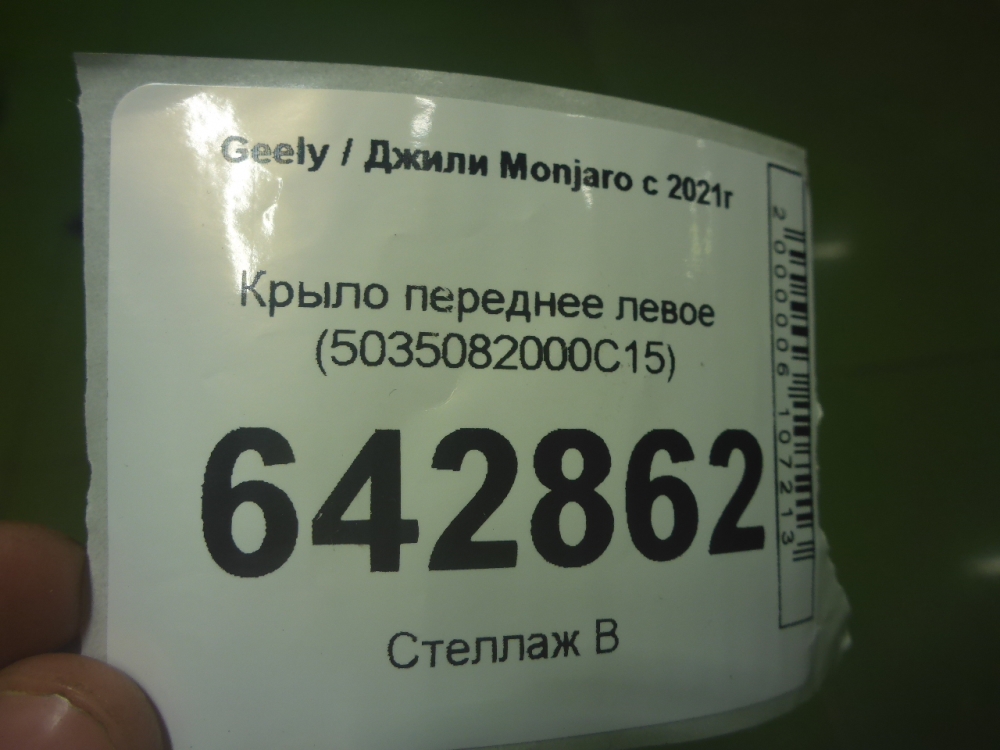 Geely / Джили Monjaro с 2021г
Крыло переднее левое
(5035082000C15)
642862
Стеллаж В
2000006107213